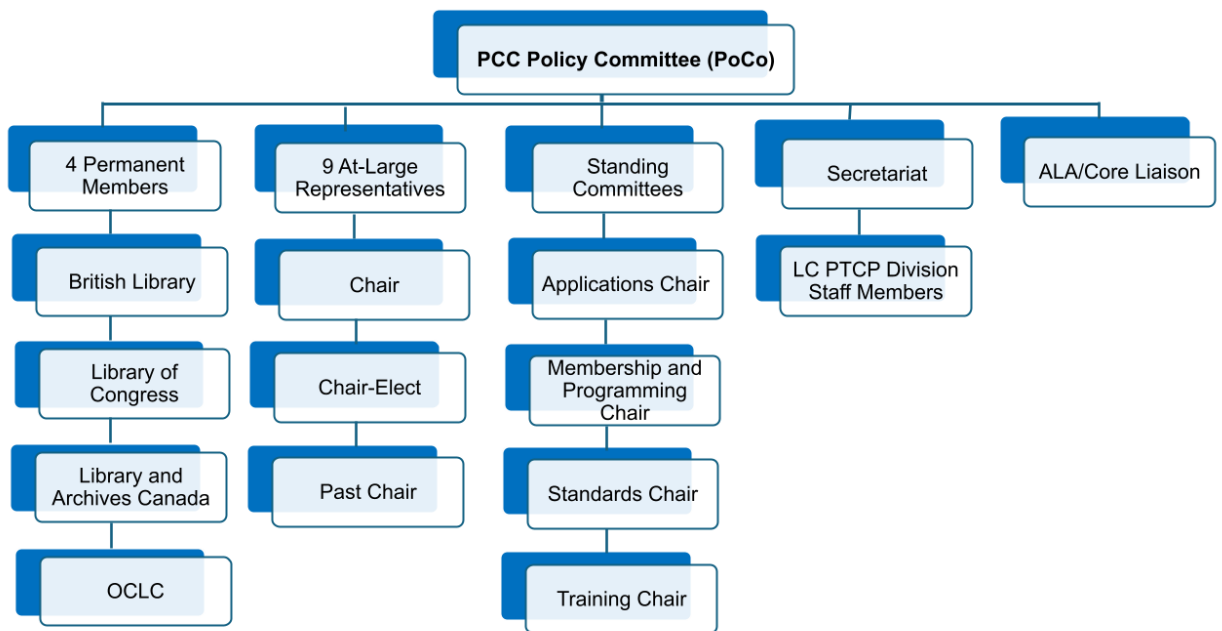 PCC Policy Committee (PoCo)
4 Permanent
Members
British Library
Library of
Congress
Library and
Archives Canada
OCLC
9 At-Large
Representatives
Chair
Chair-Elect
Past Chair
Standing
Committees
Applications Chair
Membership and
Programming
Chair
Standards Chair
Training Chair
Secretariat
LC PTCP Division
Staff Members
ALA/Core Liaison